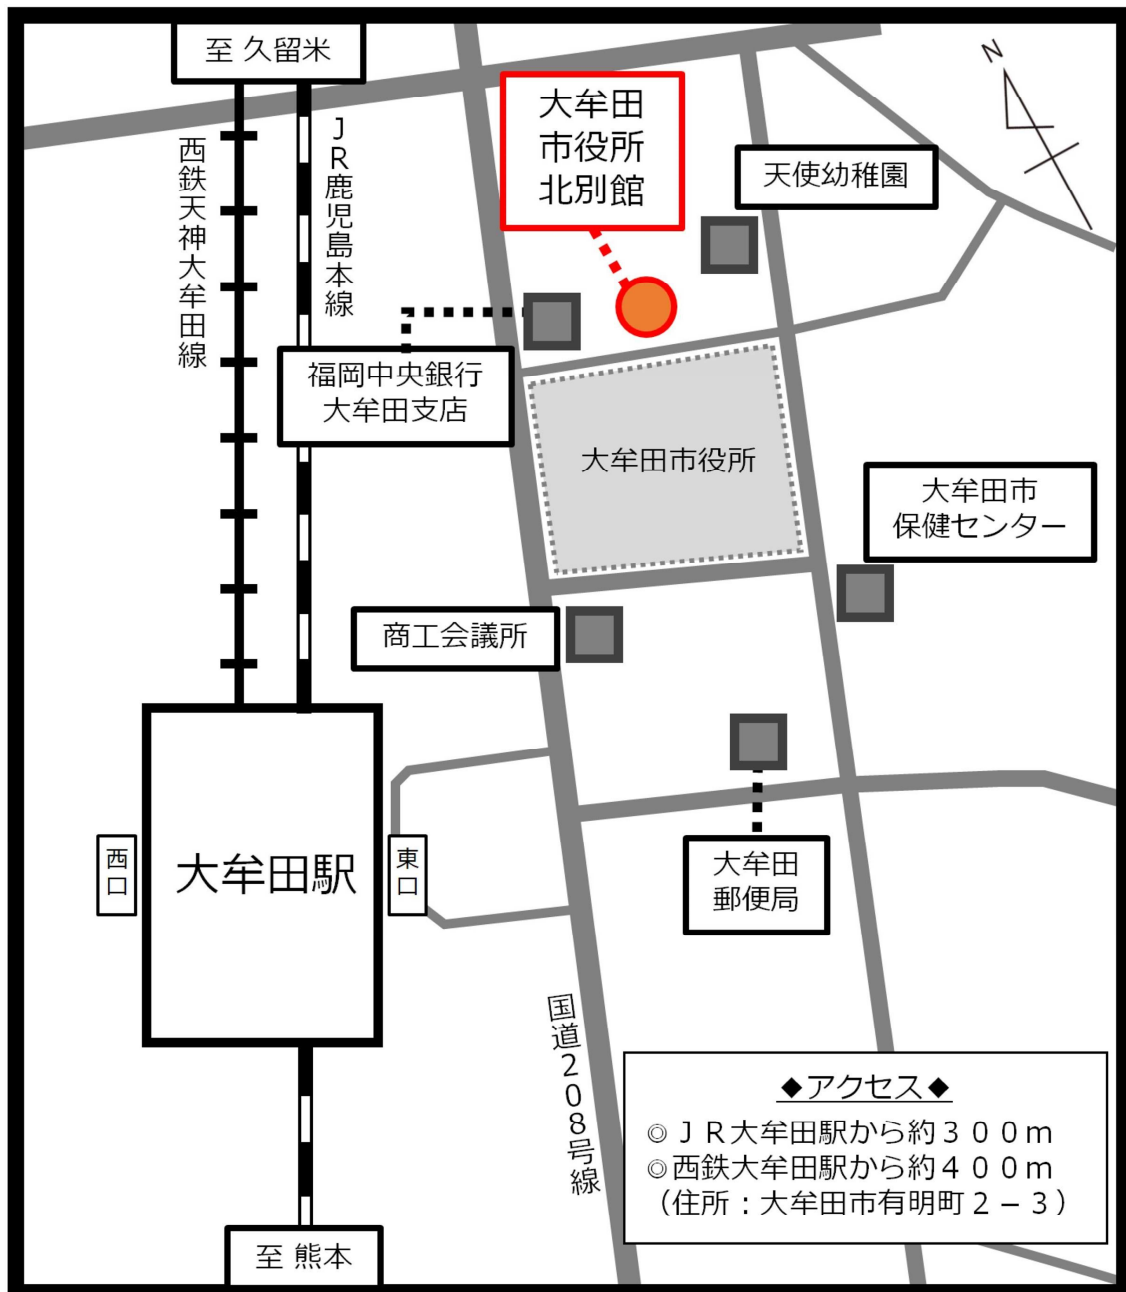 至 久留米
N
大牟田
市役所
北別館
天使幼稚園
西鉄天神大牟田線
ＪＲ鹿児島本線
福岡中央銀行
大牟田支店
大牟田市役所
大牟田市
保健センター
商工会議所
西口
大牟田駅
東口
大牟田
郵便局
国道２０８号線
◆アクセス◆
◎ＪＲ大牟田駅から約３００ｍ
◎西鉄大牟田駅から約４００ｍ
（住所：大牟田市有明町２－３）
至 熊本